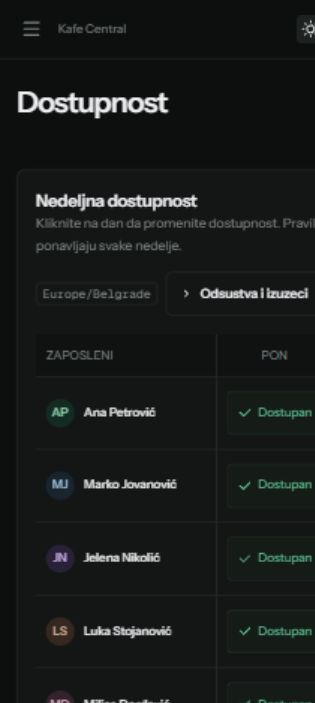 Kafe Central
Dostupnost
Nedeljna dostupnost
Kliknite na dan da promenite dostupnost.
ponavljaju svake nedelje.
Europe/Belgrade › Odsustva i izuzeci
ZAPOSLENI PON
AP Ana Petrović ✓ Dostupan
MJ Marko Jovanović ✓ Dostupan
JN Jelena Nikolić ✓ Dostupan
LS Luka Stojanović ✓ Dostupan